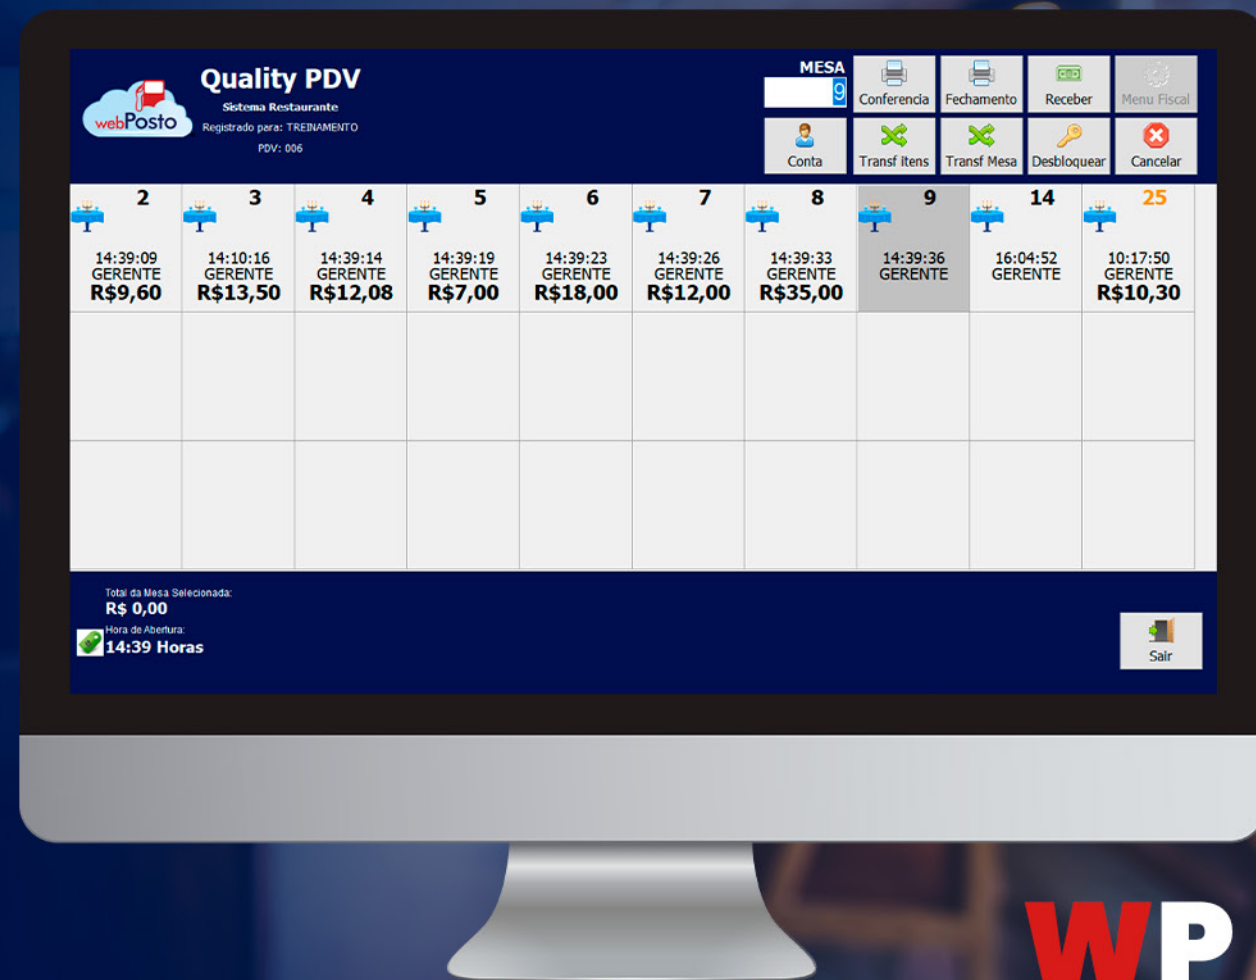 webPosto
Quality PDV
Sistema Restaurante
Registrado para: TREINAMENTO
PDV: 006
MESA
9
Conferencia
Fechamento
Receber
Menu Fiscal
Conta
Transf itens
Transf Mesa
Desbloquear
Cancelar
2
14:39:09
GERENTE
R$9,60
3
14:10:16
GERENTE
R$13,50
4
14:39:14
GERENTE
R$12,08
5
14:39:19
GERENTE
R$7,00
6
14:39:23
GERENTE
R$18,00
7
14:39:26
GERENTE
R$12,00
8
14:39:33
GERENTE
R$35,00
9
14:39:36
GERENTE
14
16:04:52
GERENTE
25
10:17:50
GERENTE
R$10,30
Total da Mesa Selecionada:
R$ 0,00
Hora de Abertura:
14:39 Horas
Sair
WP